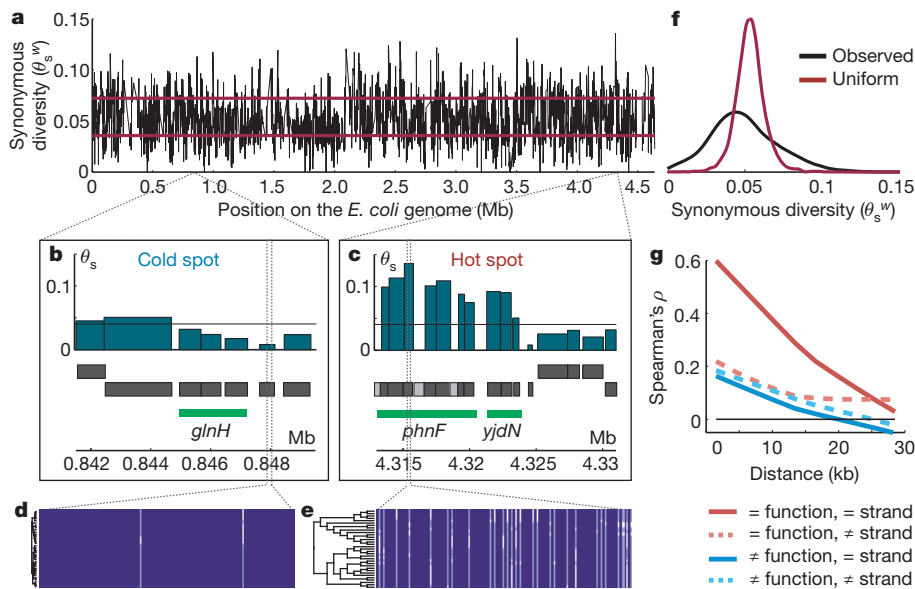 a
Synonymous diversity (θs^w)
0.15
0.10
0.05
0
0 0.5 1.0 1.5 2.0 2.5 3.0 3.5 4.0 4.5
Position on the E. coli genome (Mb)
f
Observed
Uniform
0 0.05 0.1 0.15
Synonymous diversity (θs^w)
b
θs
Cold spot
0.1
0
glnH
Mb
0.842 0.844 0.846 0.848
c
θs
Hot spot
0.1
0
phnF yjdN
Mb
4.315 4.32 4.325 4.33
g
Spearman's ρ
0.6
0.4
0.2
0
0 10 20 30
Distance (kb)
= function, = strand
= function, ≠ strand
≠ function, = strand
≠ function, ≠ strand
d
e